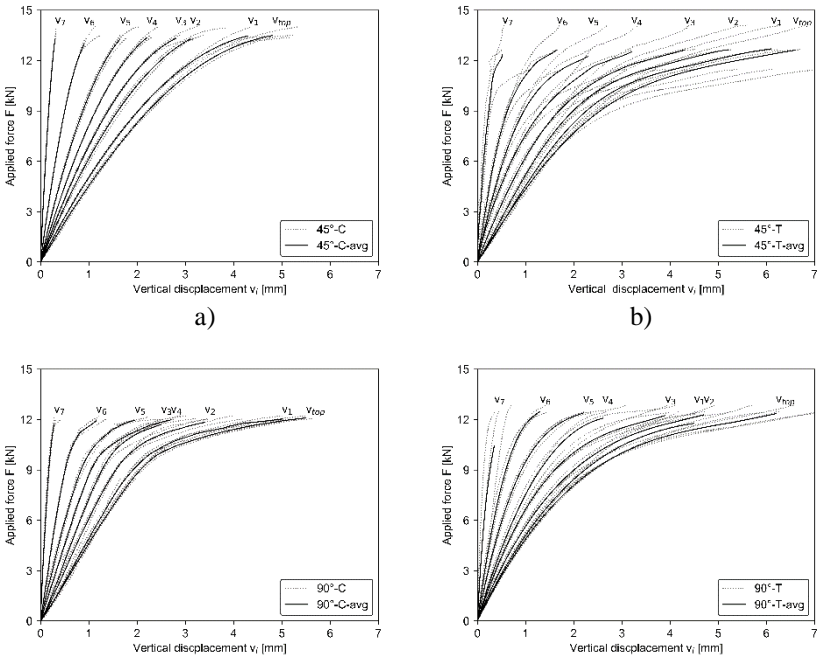 15
12
9
6
3
0
Applied force F [kN]
v7 v6 v5 v4 v3 v2 v1 vtop
45°-C
45°-C-avg
0 1 2 3 4 5 6 7
Vertical discplacement vi [mm]
a)
15
12
9
6
3
0
Applied force F [kN]
v7 v6 v5 v4 v3 v2 v1 vtop
45°-T
45°-T-avg
0 1 2 3 4 5 6 7
Vertical discplacement vi [mm]
b)
15
12
9
6
3
0
Applied force F [kN]
v7 v6 v5 v3 v4 v2 v1 vtop
90°-C
90°-C-avg
0 1 2 3 4 5 6 7
Vertical discplacement vi [mm]
15
12
9
6
3
0
Applied force F [kN]
v7 v6 v5 v4 v3 v1 v2 vtop
90°-T
90°-T-avg
0 1 2 3 4 5 6 7
Vertical discplacement vi [mm]